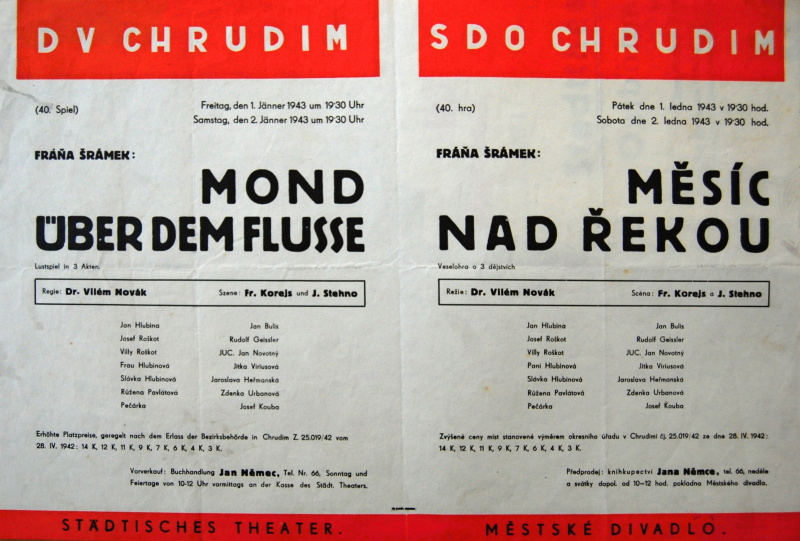 DV CHRUDIM
(40. Spiel)
Freitag, den 1. Jänner 1943 um 19·30 Uhr
Samstag, den 2. Jänner 1943 um 19·30 Uhr
FRÁŇA ŠRÁMEK:
MOND
ÜBER DEM FLUSSE
Lustspiel in 3 Akten.
Regie: Dr. Vilém Novák Szene: Fr. Korejs und J. Stehno
Jan Hlubina Jan Bulis
Josef Roškot Rudolf Geissler
Villy Roškot JUC. Jan Novotný
Frau Hlubinová Jitka Viriusová
Slávka Hlubinová Jaroslava Heřmanská
Růžena Pavlátová Zdenka Urbanová
Pečárka Josef Kouba
Erhöhte Platzpreise, geregelt nach dem Erlass der Bezirksbehörde in Chrudim Z. 25.019/42 vom
28. IV. 1942: 14 K, 12 K, 11 K, 9 K, 7 K, 6 K, 4 K, 3 K.
Vorverkauf: Buchhandlung Jan Němec, Tel. Nr. 66, Sonntag und
Feiertage von 10-12 Uhr vormittags an der Kasse des Städt. Theaters.
STÄDTISCHES THEATER.
SDO CHRUDIM
(40. hra)
Pátek dne 1. ledna 1943 v 19·30 hod.
Sobota dne 2. ledna 1943 v 19·30 hod.
FRÁŇA ŠRÁMEK:
MĚSÍC
NAD ŘEKOU
Veselohra o 3 dějstvích
Režie: Dr. Vilém Novák Scéna: Fr. Korejs a J. Stehno
Jan Hlubina Jan Bulis
Josef Roškot Rudolf Geissler
Villy Roškot JUC. Jan Novotný
Paní Hlubinová Jitka Viriusová
Slávka Hlubinová Jaroslava Heřmanská
Růžena Pavlátová Zdenka Urbanová
Pečárka Josef Kouba
Zvýšené ceny míst stanovené výměrem okresního úřadu v Chrudimi čj. 25.019/42 ze dne 28. IV. 1942:
14 K, 12 K, 11 K, 9 K, 7 K, 6 K, 4 K, 3 K.
Předprodej: knihkupectví Jana Němce, tel. 66, neděle
a svátky dopol. od 10-12 hod. pokladna Městského divadla.
MĚSTSKÉ DIVADLO.